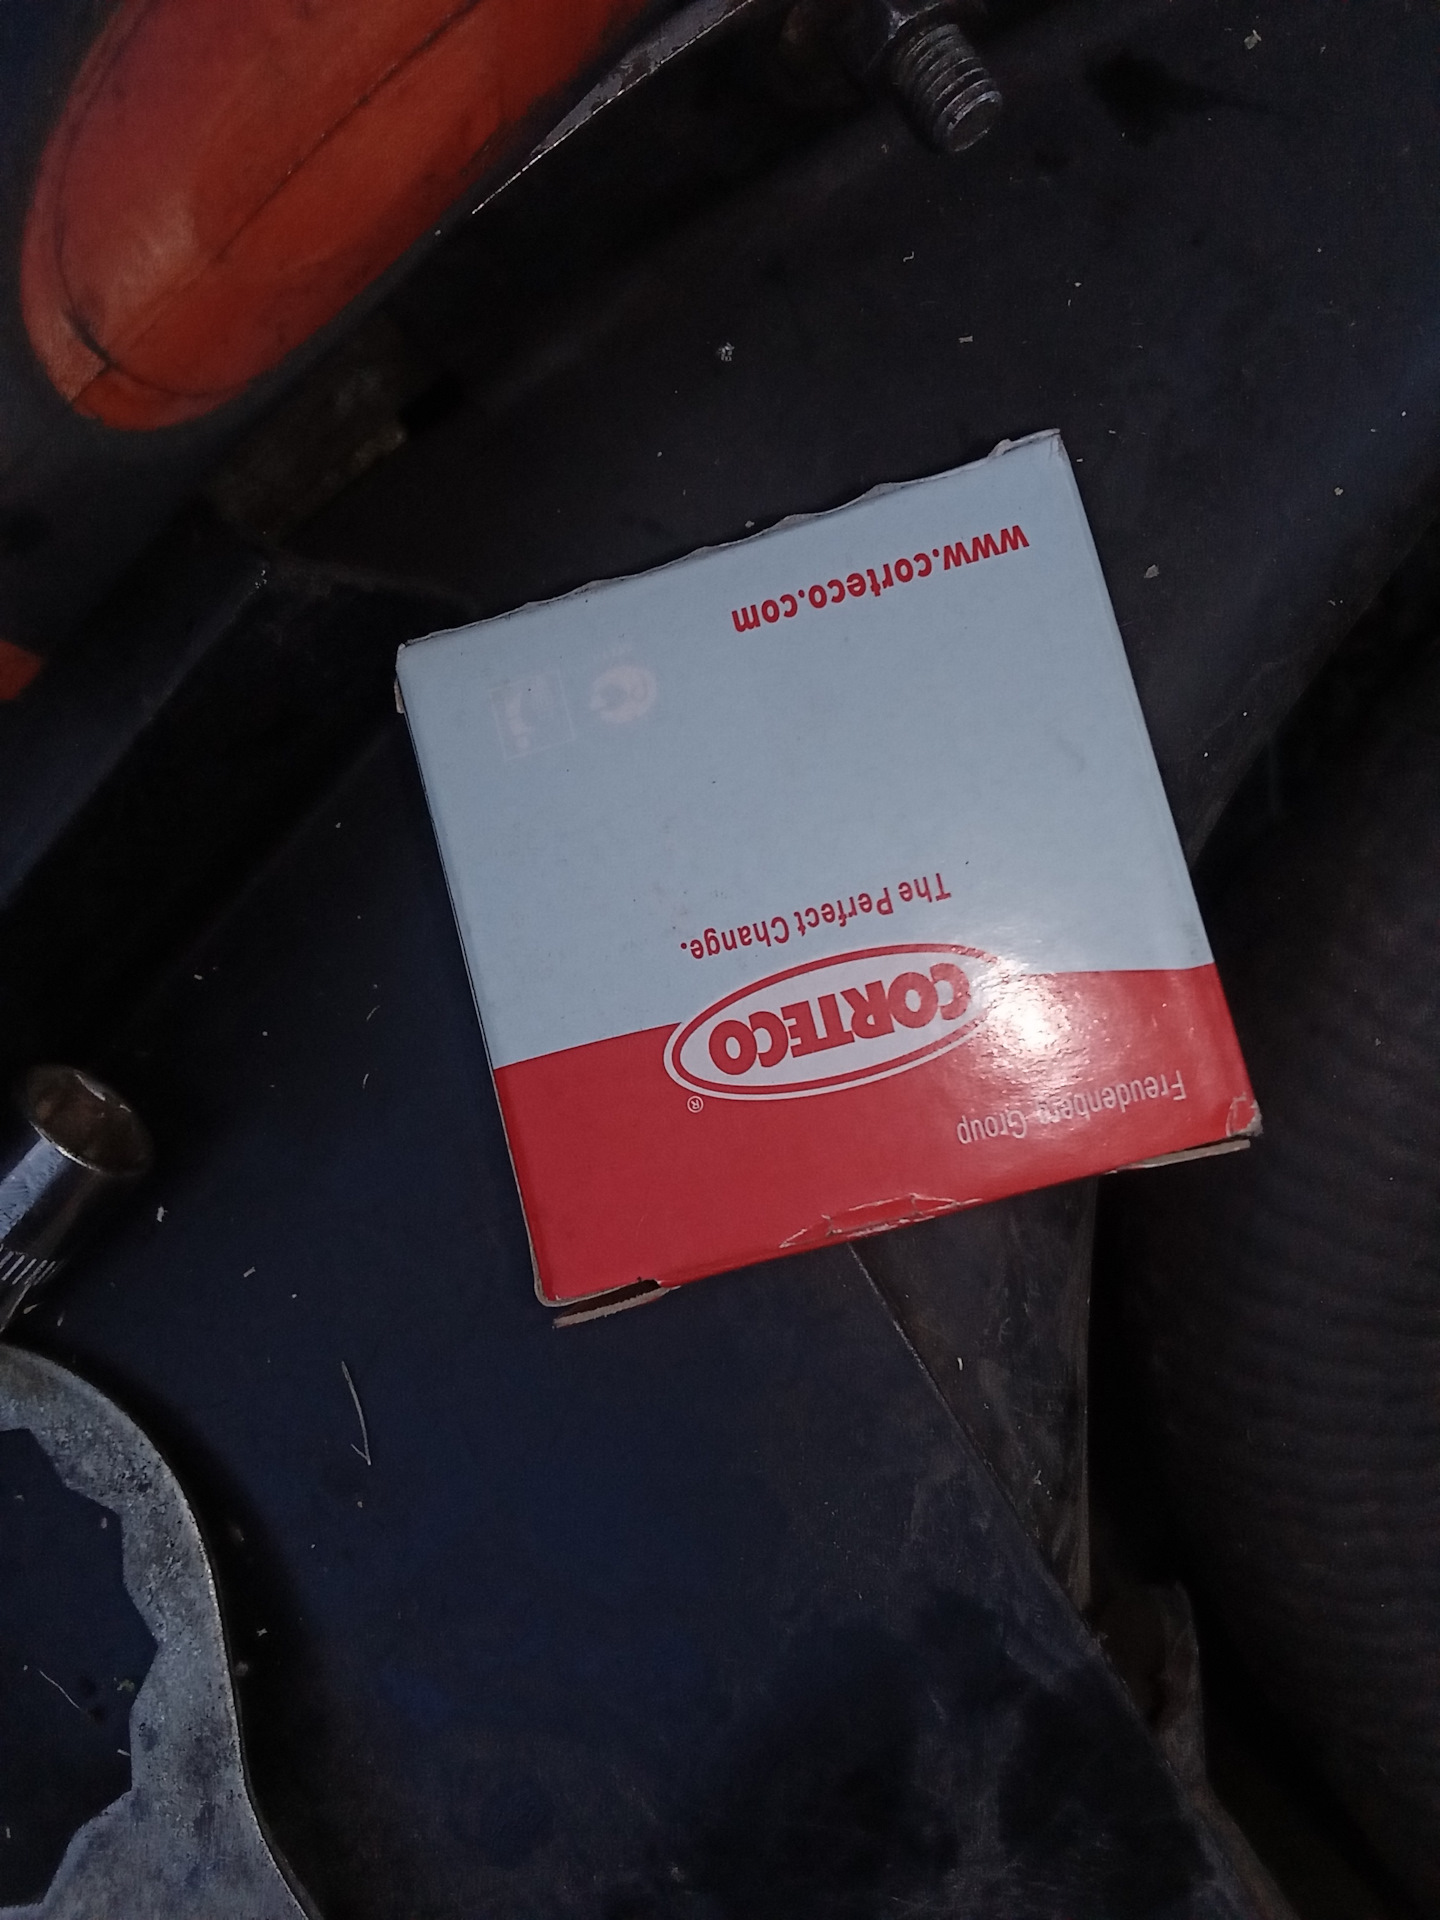 Freudenberg Group
CORTECO®
The Perfect Change.
www.corteco.com